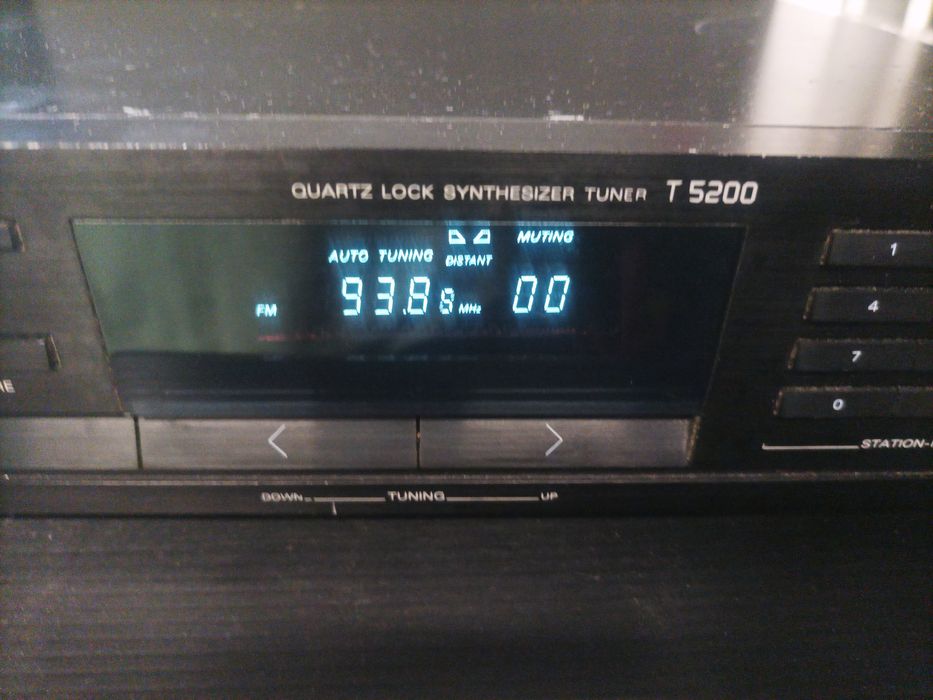 QUARTZ LOCK SYNTHESIZER TUNER T 5200
MUTING
AUTO TUNING DISTANT
FM 93.88 MHz 00
1
4
7
0
STATION-
DOWN TUNING UP